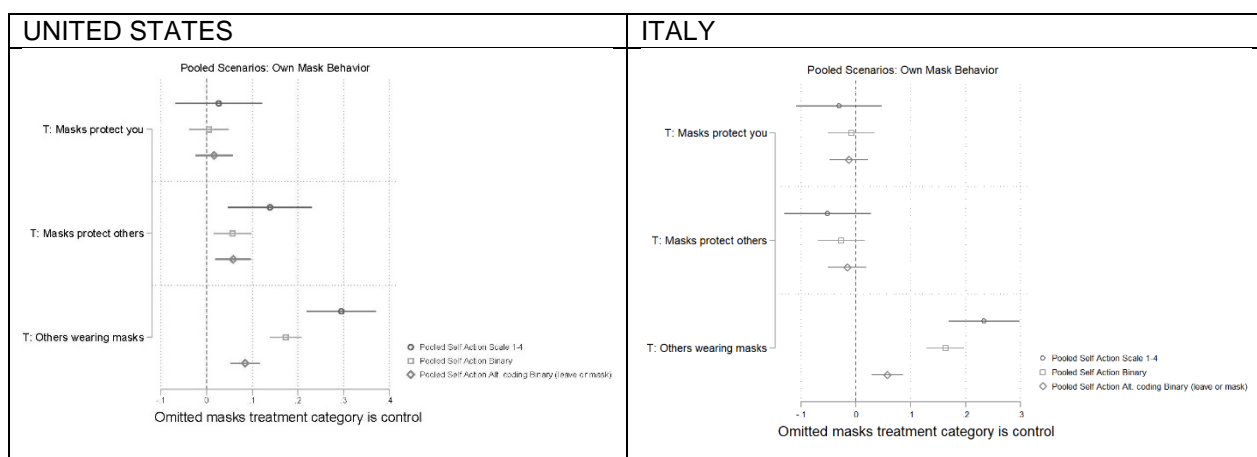 UNITED STATES
Pooled Scenarios: Own Mask Behavior
T: Masks protect you
T: Masks protect others
T: Others wearing masks
Pooled Self Action Scale 1-4
Pooled Self Action Binary
Pooled Self Action Alt. coding Binary (leave or mask)
-.1 0 .1 .2 .3 .4
Omitted masks treatment category is control
ITALY
Pooled Scenarios: Own Mask Behavior
T: Masks protect you
T: Masks protect others
T: Others wearing masks
Pooled Self Action Scale 1-4
Pooled Self Action Binary
Pooled Self Action Alt. coding Binary (leave or mask)
-.1 0 .1 .2 .3
Omitted masks treatment category is control